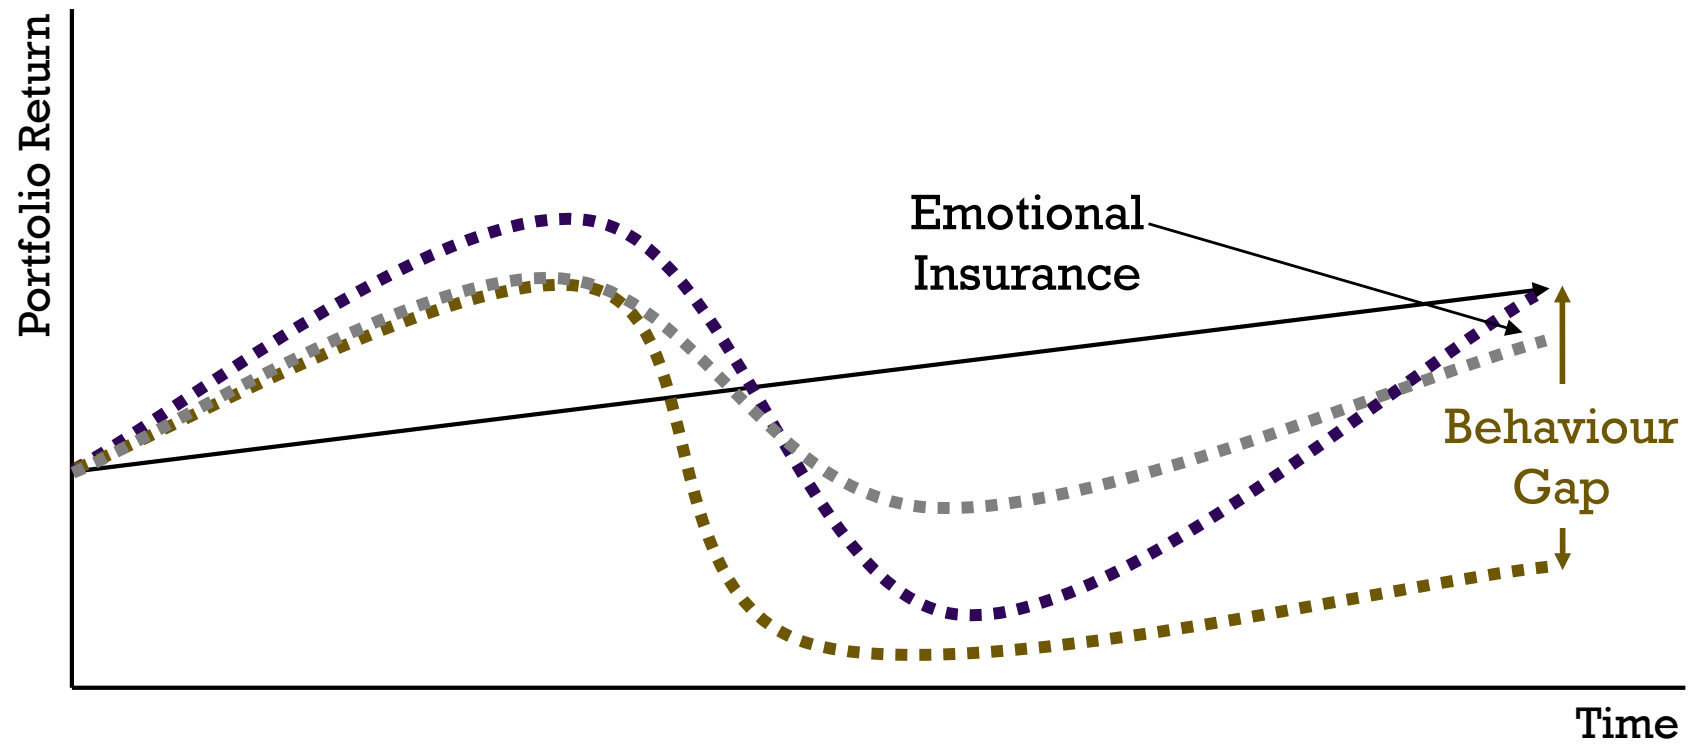 Portfolio Return
Emotional
Insurance
Behaviour
Gap
Time